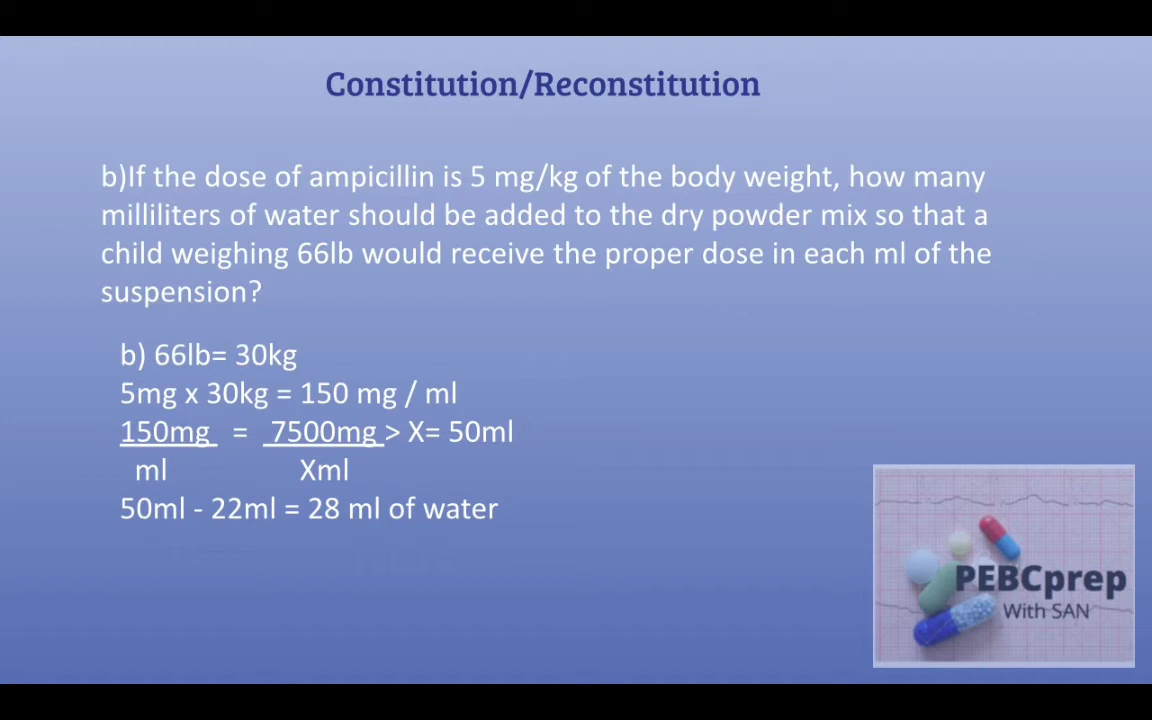 Constitution/Reconstitution
b)If the dose of ampicillin is 5 mg/kg of the body weight, how many
milliliters of water should be added to the dry powder mix so that a
child weighing 66lb would receive the proper dose in each ml of the
suspension?
b) 66lb= 30kg
5mg x 30kg = 150 mg / ml
150mg = 7500mg > X= 50ml
ml Xml
50ml - 22ml = 28 ml of water
PEBCprep
With SAN